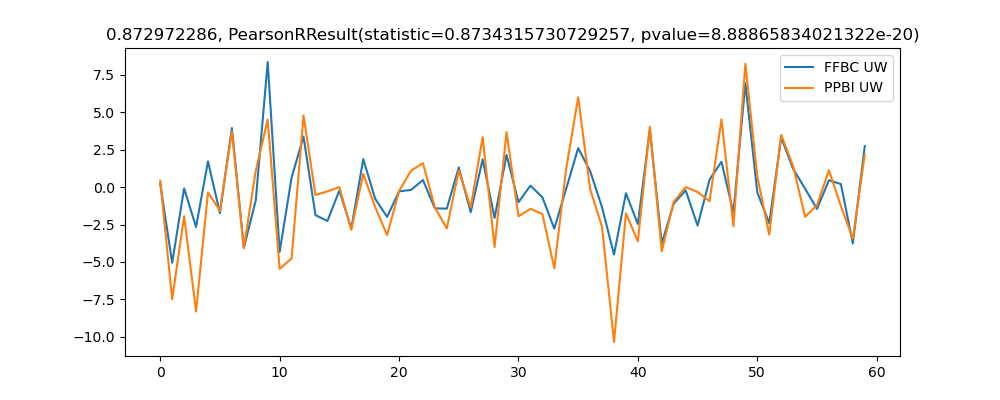 0.872972286, PearsonRResult(statistic=0.8734315730729257, pvalue=8.88865834021322e-20)
FFBC UW
PPBI UW
7.5
5.0
2.5
0.0
−2.5
−5.0
−7.5
−10.0
0 10 20 30 40 50 60